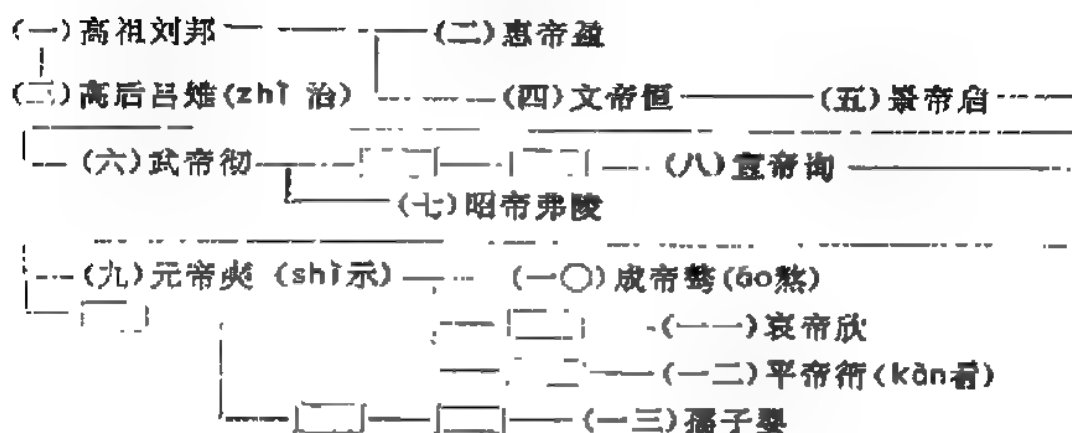 (一)高祖刘邦 (二)惠帝盈
(三)高后吕雉(zhì 治) (四)文帝恒 (五)景帝启
(六)武帝彻 (八)宣帝询
(七)昭帝弗陵
(九)元帝奭 (shì示) (一〇)成帝骜(áo熬)
(一一)哀帝欣
(一二)平帝衎(kàn看)
(一三)孺子婴